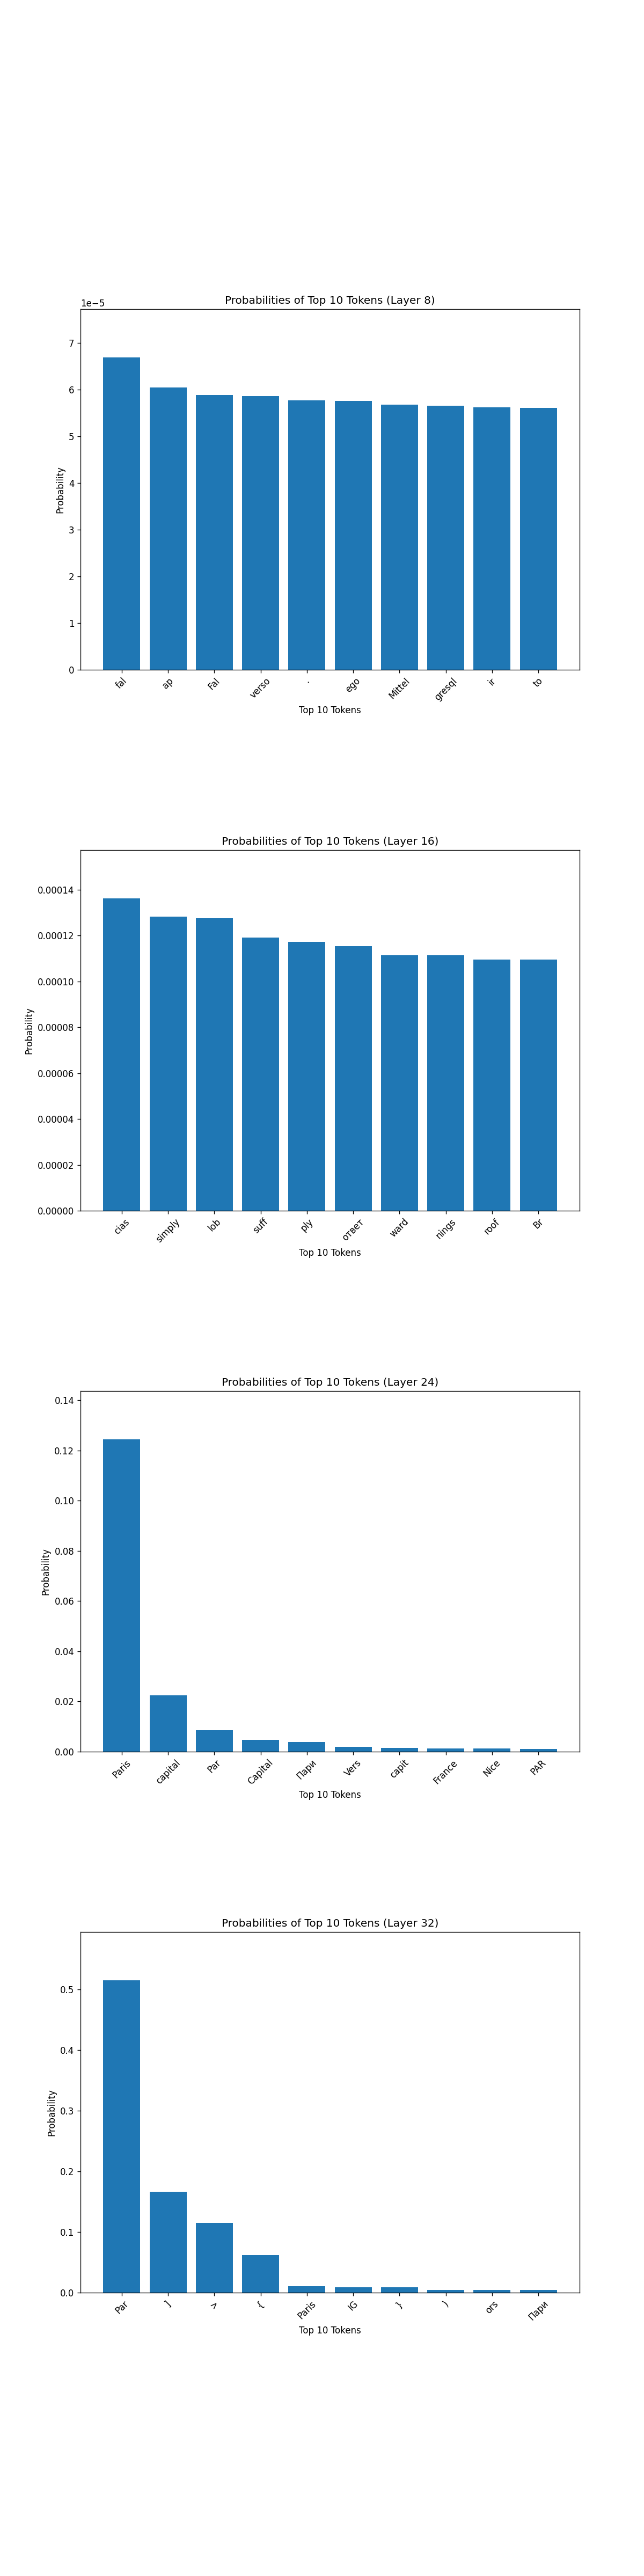 Probabilities of Top 10 Tokens (Layer 8)
1e−5
7
6
5
4
3
2
1
0
Probability
fal ap Fal verso . ego Mittel gresql ir to
Top 10 Tokens
Probabilities of Top 10 Tokens (Layer 16)
0.00014
0.00012
0.00010
0.00008
0.00006
0.00004
0.00002
0.00000
Probability
cias simply lob suff ply ответ ward nings roof Br
Top 10 Tokens
Probabilities of Top 10 Tokens (Layer 24)
0.14
0.12
0.10
0.08
0.06
0.04
0.02
0.00
Probability
Paris capital Par Capital Пари Vers capit France Nice PAR
Top 10 Tokens
Probabilities of Top 10 Tokens (Layer 32)
0.5
0.4
0.3
0.2
0.1
0.0
Probability
Par ] > { Paris IG } ) ors Пари
Top 10 Tokens